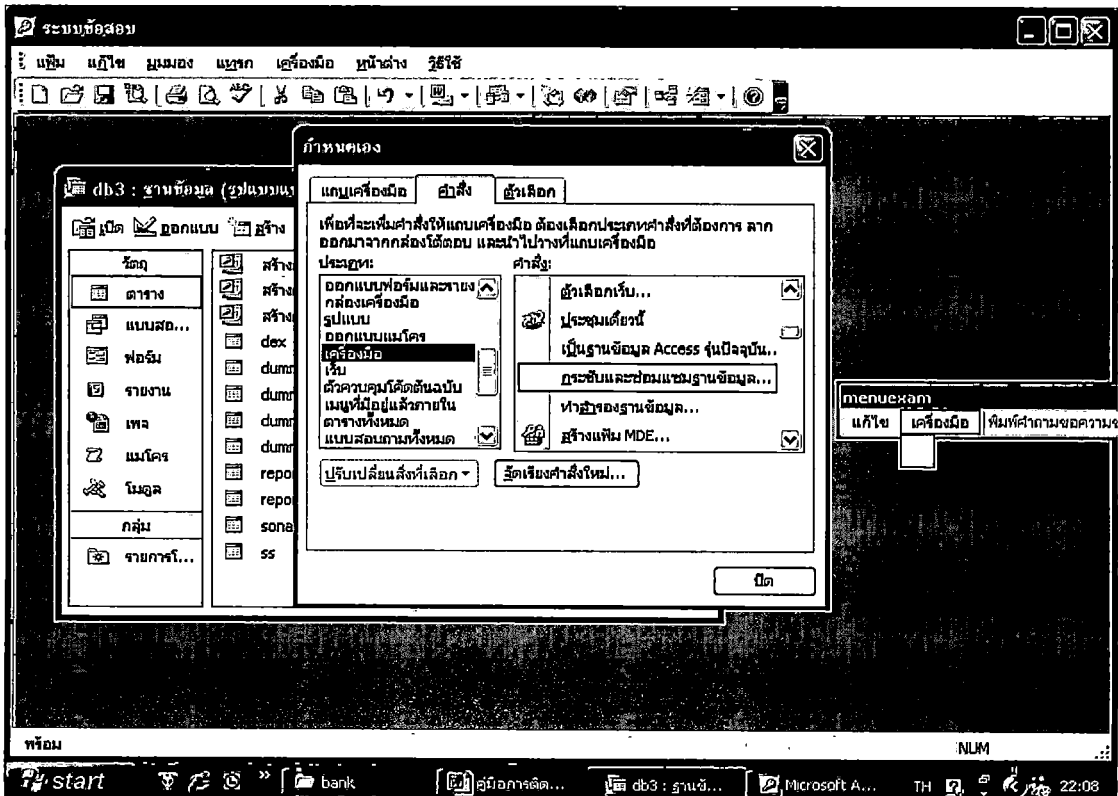 ระบบข้อสอบ
แฟ้ม แก้ไข มุมมอง แทรก เครื่องมือ หน้าต่าง วิธีใช้
กำหนดเอง
db3 : ฐานข้อมูล (รูปแบบแ
แถบเครื่องมือ คำสั่ง ตัวเลือก
เปิด ออกแบบ สร้าง
เพื่อที่จะเพิ่มคำสั่งให้แถบเครื่องมือ ต้องเลือกประเภทคำสั่งที่ต้องการ ลาก
ออกมาจากกล่องโต้ตอบ และนำไปวางที่แถบเครื่องมือ
วัตถุ
ตาราง
แบบสอ...
ฟอร์ม
รายงาน
เพจ
แมโคร
โมดูล
กลุ่ม
รายการโ...
สร้าง
สร้าง
สร้าง
dex
dumr
dumr
dumr
dumr
repor
repor
sona
ss
ประเภท:
ออกแบบฟอร์มและรายง
กล่องเครื่องมือ
รูปแบบ
ออกแบบแมโคร
เครื่องมือ
เว็บ
ตัวควบคุมโค้ดต้นฉบับ
เมนูที่มีอยู่แล้วภายใน
ตารางทั้งหมด
แบบสอบถามทั้งหมด
คำสั่ง:
ตัวเลือกเว็บ...
ประชุมเดี๋ยวนี้
เป็นฐานข้อมูล Access รุ่นปัจจุบัน..
กระชับและซ่อมแซมฐานข้อมูล...
ทำสำรองฐานข้อมูล...
สร้างแฟ้ม MDE...
ปรับเปลี่ยนสิ่งที่เลือก จัดเรียงคำสั่งใหม่...
ปิด
menuexam
แก้ไข เครื่องมือ พิมพ์คำถามขอความช
พร้อม NUM
start bank คู่มือการติด... db3 : ฐานข้... Microsoft A... TH 22:08